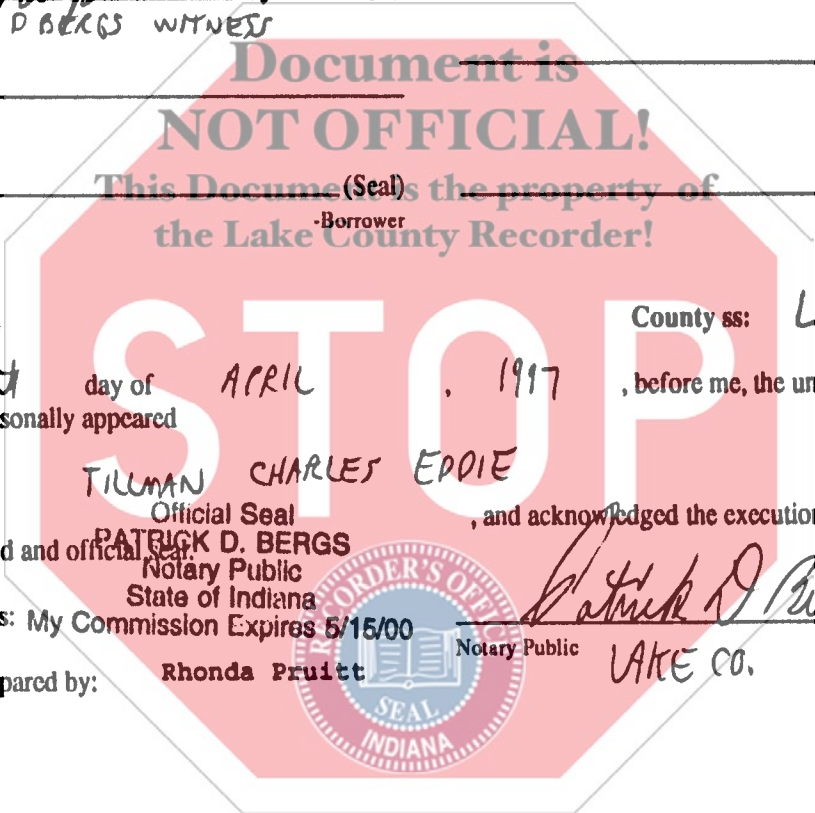 D BERGS WITNESS
Document is
NOT OFFICIAL!
This Document is the property of
the Lake County Recorder!
(Seal)
-Borrower
County ss: L
day of APRIL , 1997 , before me, the un
sonally appeared
TILLMAN CHARLES EDDIE
, and acknowledged the execution
Official Seal
d and official seal.
PATRICK D. BERGS
Notary Public
State of Indiana
s: My Commission Expires 5/15/00
Patrick D Be
Notary Public LAKE CO.
pared by: Rhonda Pruitt
STOP
RECORDER'S OFFIC
SEAL
INDIANA